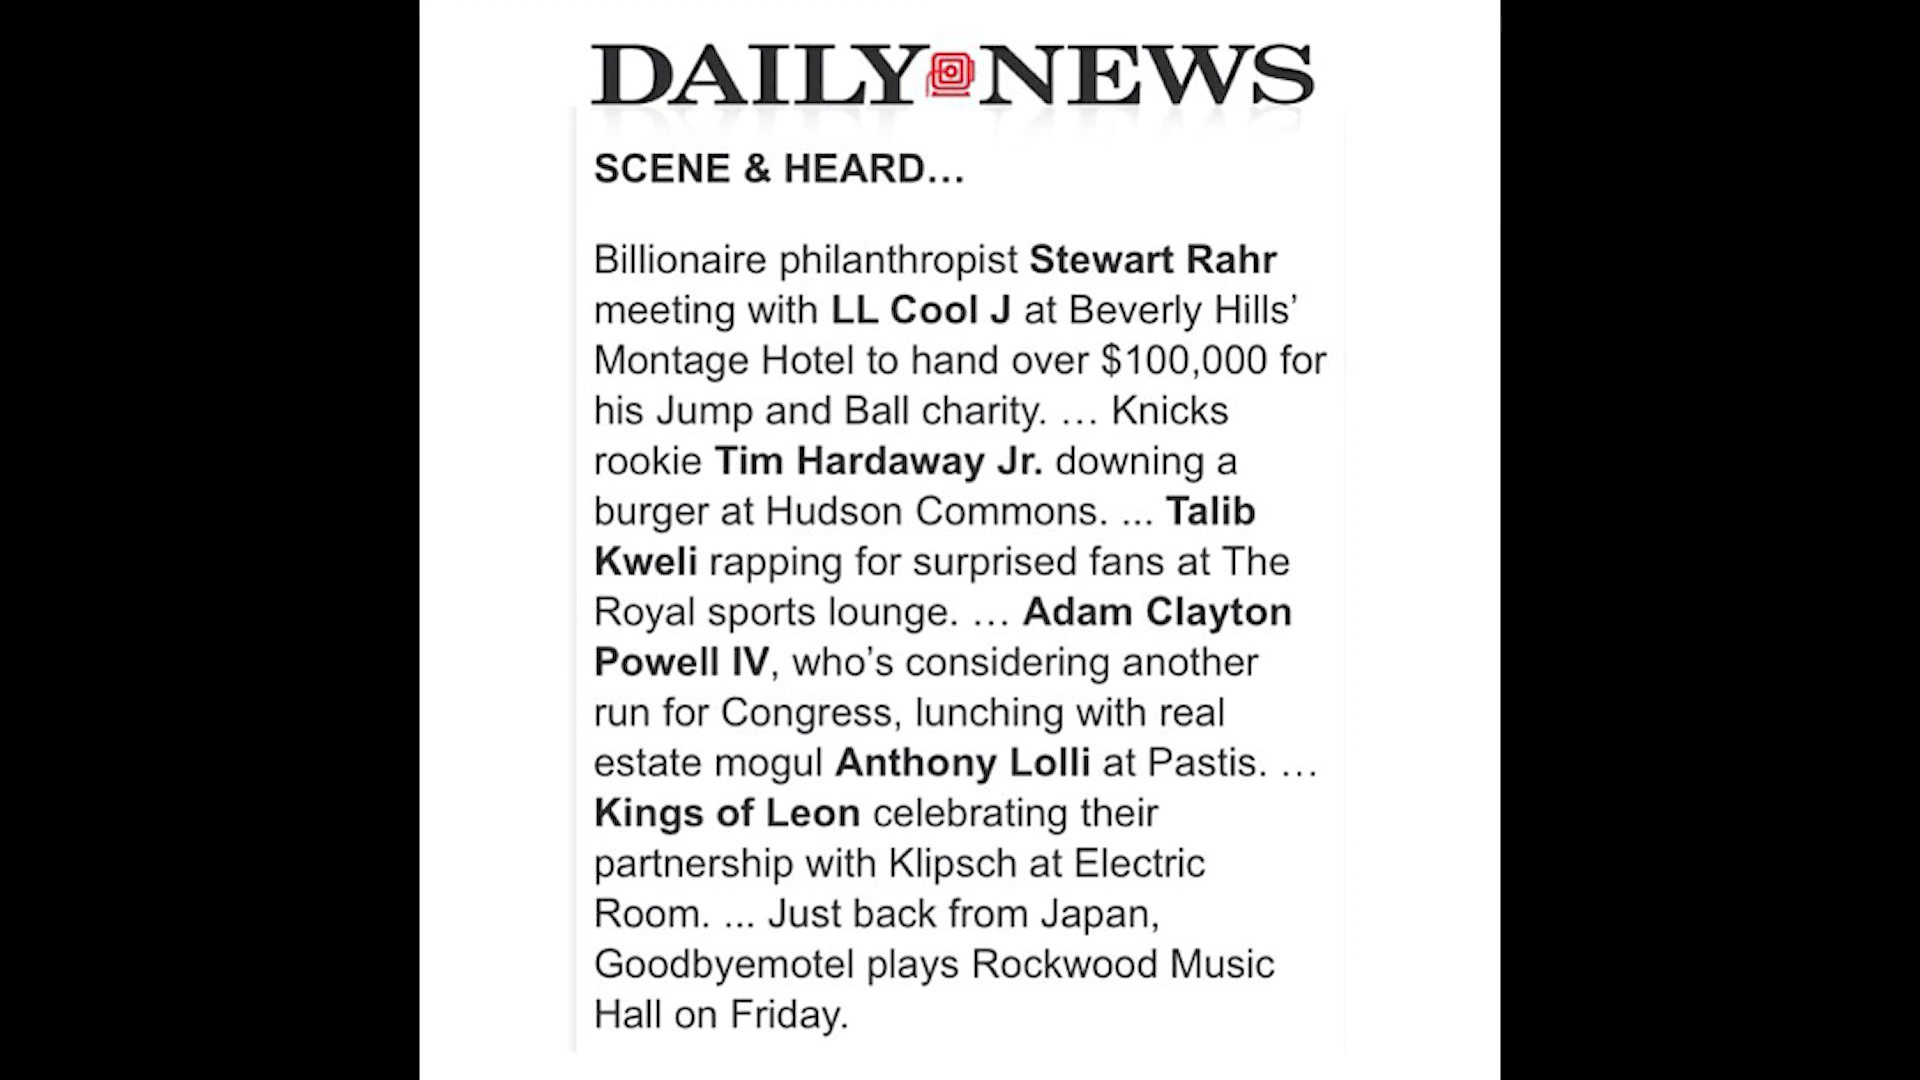 DAILY NEWS
SCENE & HEARD…
Billionaire philanthropist Stewart Rahr
meeting with LL Cool J at Beverly Hills’
Montage Hotel to hand over $100,000 for
his Jump and Ball charity. … Knicks
rookie Tim Hardaway Jr. downing a
burger at Hudson Commons. ... Talib
Kweli rapping for surprised fans at The
Royal sports lounge. … Adam Clayton
Powell IV, who’s considering another
run for Congress, lunching with real
estate mogul Anthony Lolli at Pastis. …
Kings of Leon celebrating their
partnership with Klipsch at Electric
Room. ... Just back from Japan,
Goodbyemotel plays Rockwood Music
Hall on Friday.